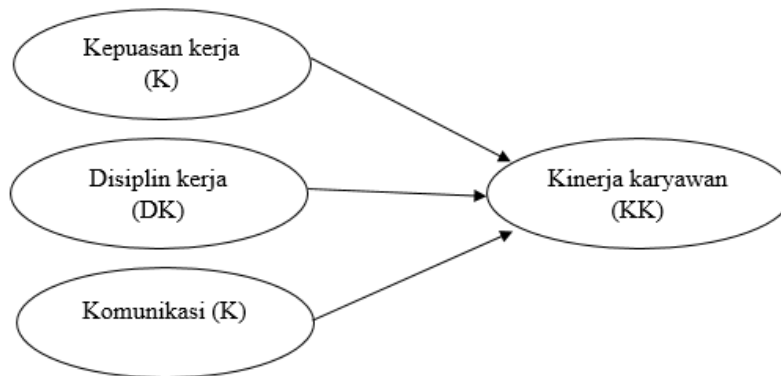 Kepuasan kerja
(K)
Disiplin kerja
(DK)
Komunikasi (K)
Kinerja karyawan
(KK)